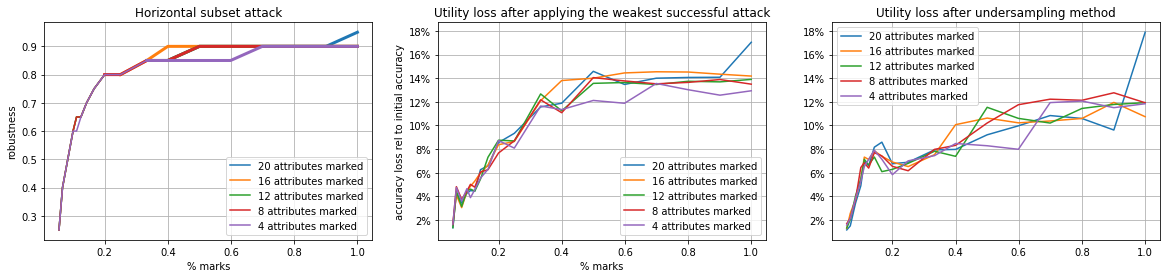 Horizontal subset attack
robustness
0.9
0.8
0.7
0.6
0.5
0.4
0.3
0.2
0.4
0.6
0.8
1.0
% marks
20 attributes marked
16 attributes marked
12 attributes marked
8 attributes marked
4 attributes marked
Utility loss after applying the weakest successful attack
accuracy loss rel to initial accuracy
18%
16%
14%
12%
10%
8%
6%
4%
2%
0.2
0.4
0.6
0.8
1.0
% marks
20 attributes marked
16 attributes marked
12 attributes marked
8 attributes marked
4 attributes marked
Utility loss after undersampling method
18%
16%
14%
12%
10%
8%
6%
4%
2%
0.2
0.4
0.6
0.8
1.0
20 attributes marked
16 attributes marked
12 attributes marked
8 attributes marked
4 attributes marked